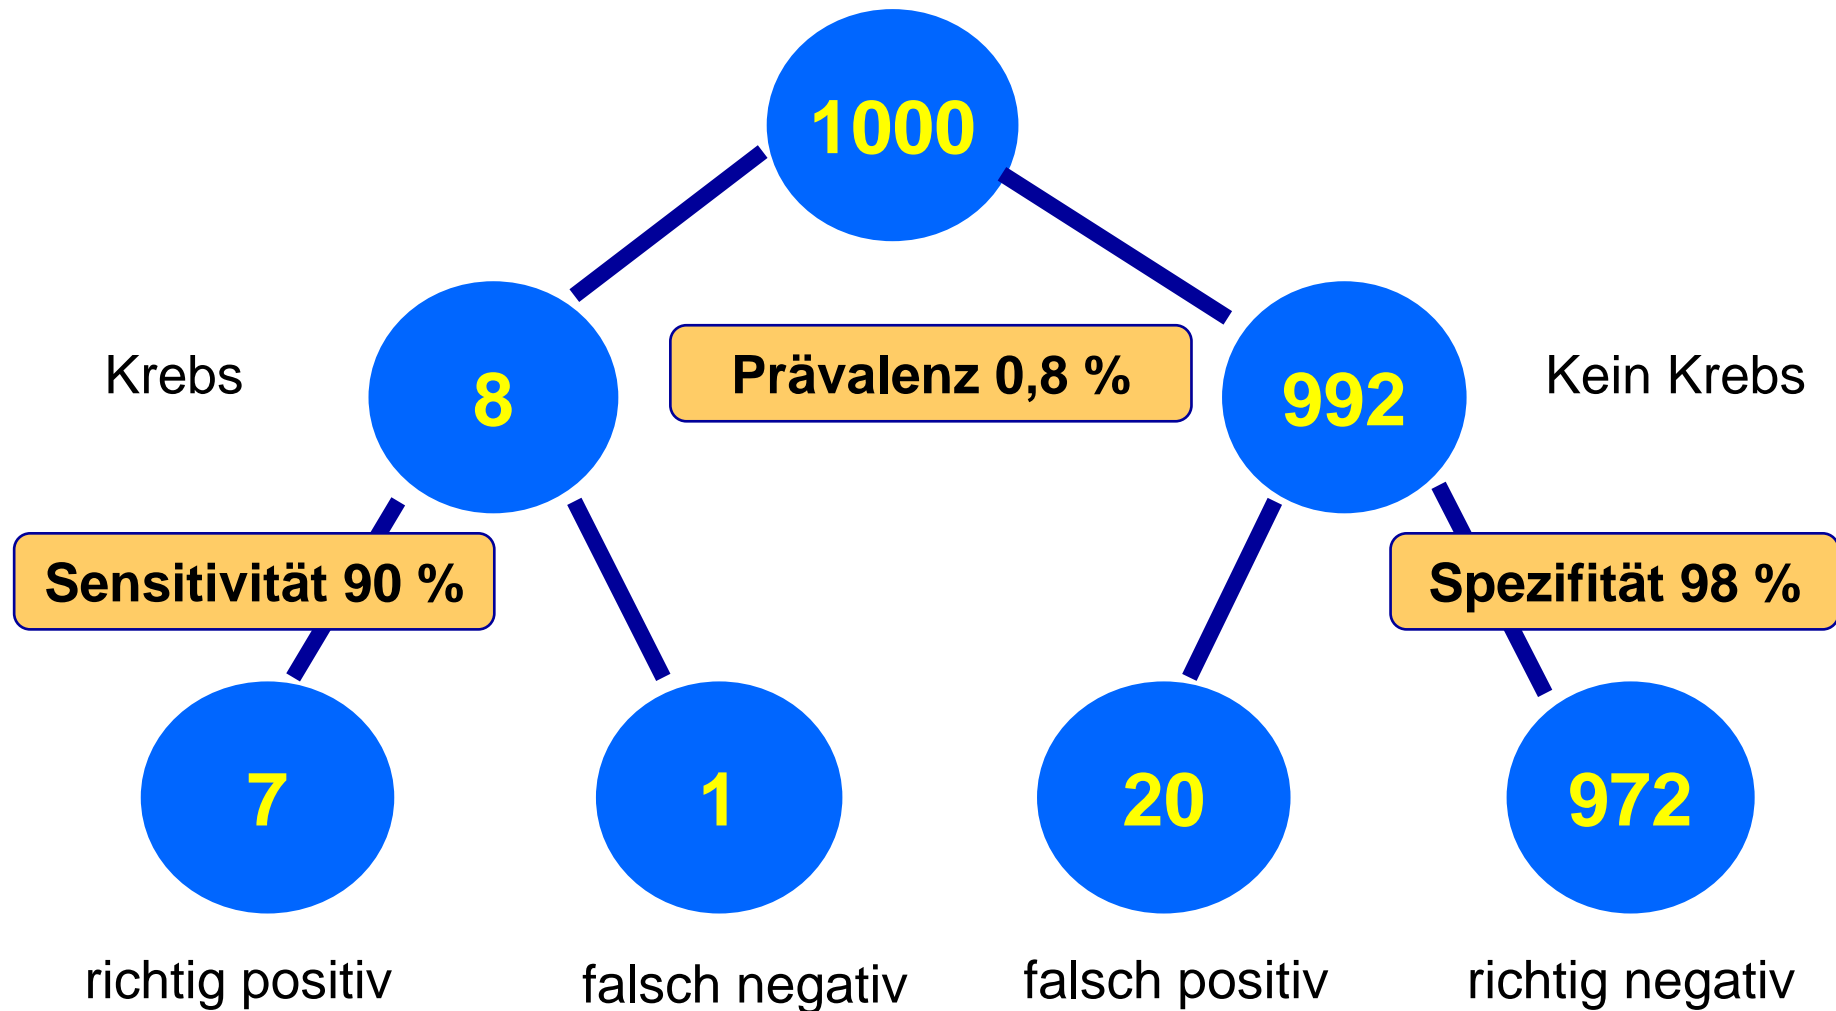 1000
Krebs
8
Prävalenz 0,8 %
992
Kein Krebs
Sensitivität 90 %
Spezifität 98 %
7
1
20
972
richtig positiv
falsch negativ
falsch positiv
richtig negativ